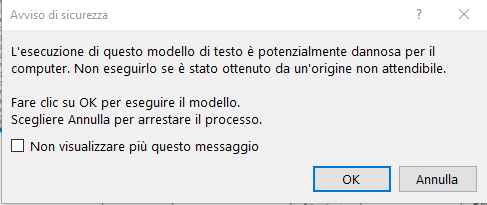 Avviso di sicurezza
?
L'esecuzione di questo modello di testo è potenzialmente dannosa per il
computer. Non eseguirlo se è stato ottenuto da un'origine non attendibile.
Fare clic su OK per eseguire il modello.
Scegliere Annulla per arrestare il processo.
Non visualizzare più questo messaggio
OK
Annulla